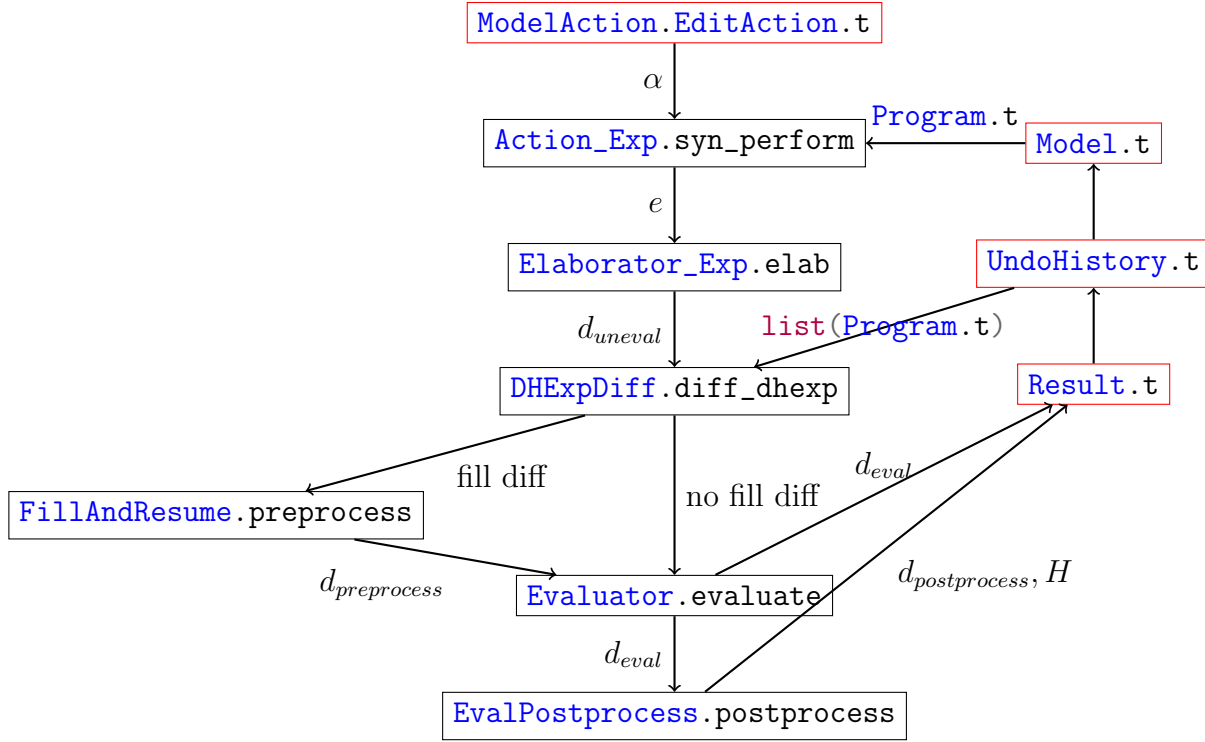 ModelAction.EditAction.t
α
Program.t
Action_Exp.syn_perform
Model.t
e
Elaborator_Exp.elab
UndoHistory.t
d_uneval
list(Program.t)
DHExpDiff.diff_dhexp
Result.t
fill diff
d_eval
no fill diff
FillAndResume.preprocess
d_preprocess
d_postprocess, H
Evaluator.evaluate
d_eval
EvalPostprocess.postprocess